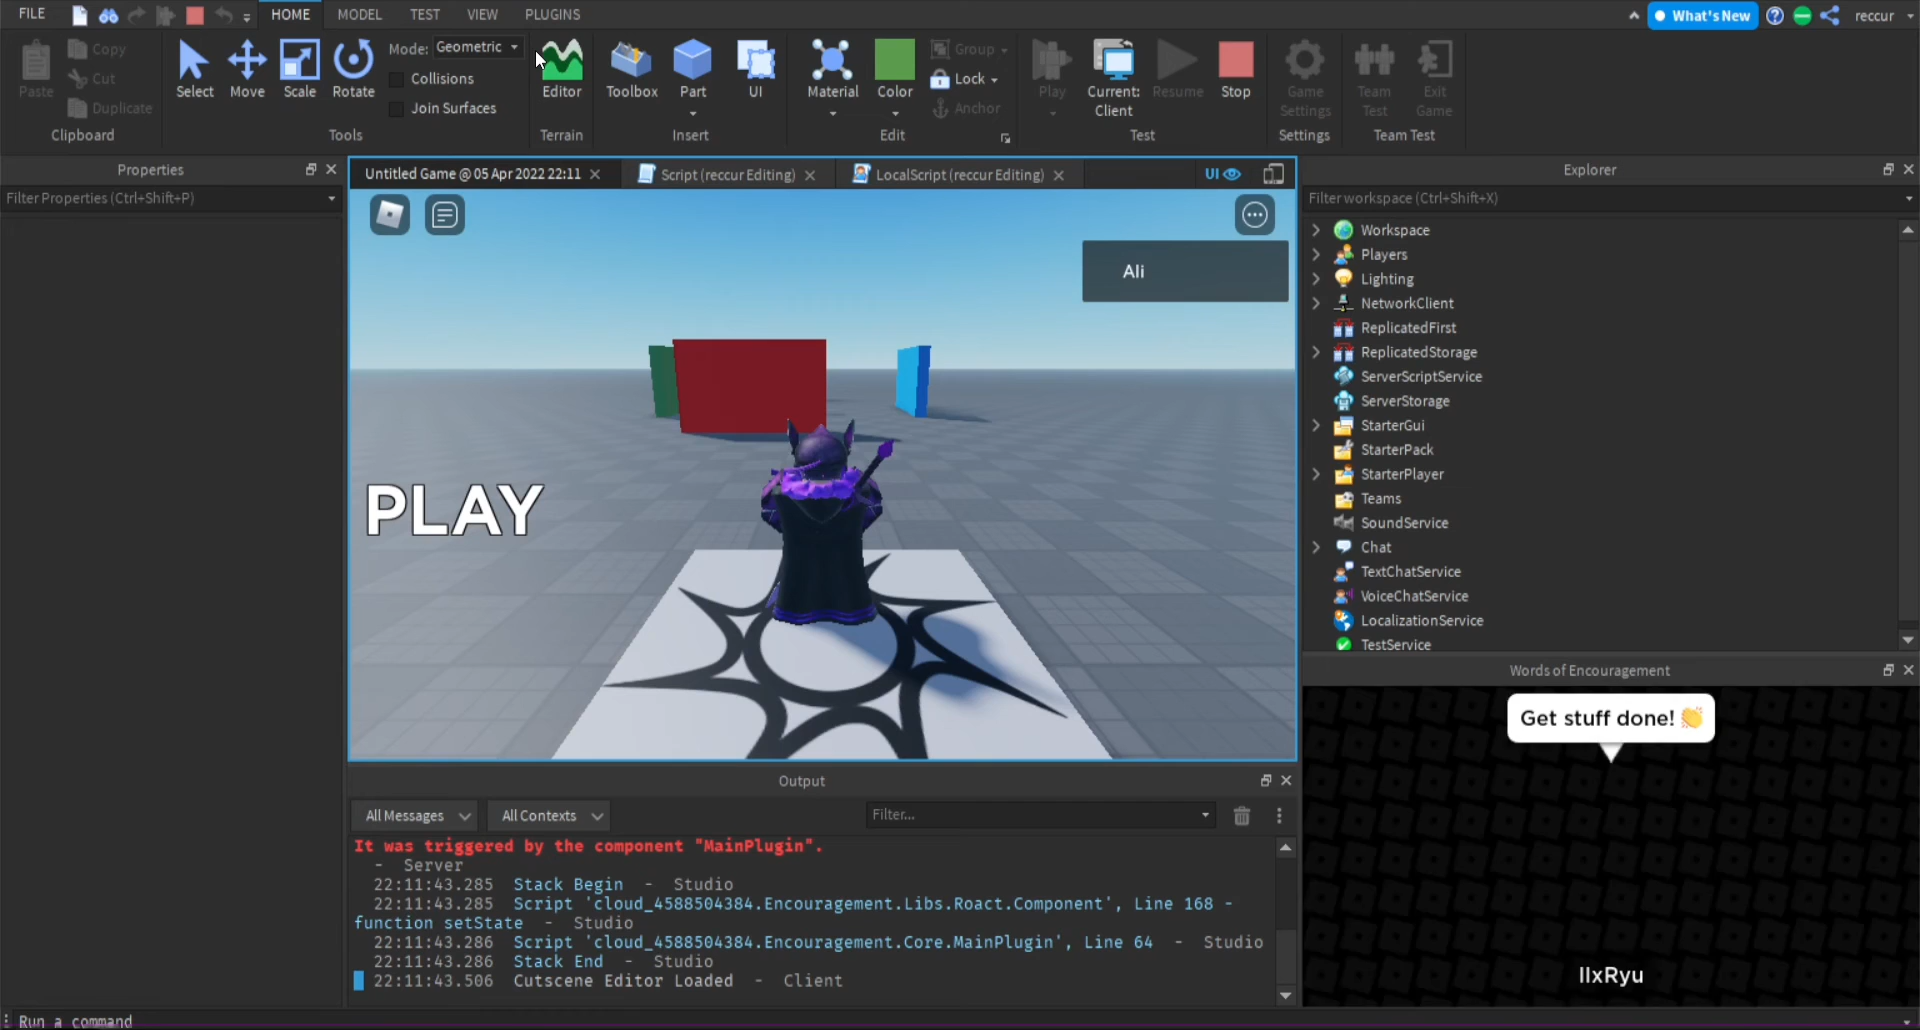 FILE HOME MODEL TEST VIEW PLUGINS What's New reccur
Paste Copy Cut Duplicate Clipboard
Select Move Scale Rotate Mode: Geometric Collisions Join Surfaces Tools
Editor Terrain
Toolbox Part UI Insert
Material Color Group Lock Anchor Edit
Play Current: Client Resume Stop Test
Game Settings Settings
Team Test Exit Game Team Test
Properties
Filter Properties (Ctrl+Shift+P)
Untitled Game @ 05 Apr 2022 22:11 Script (reccur Editing) LocalScript (reccur Editing) UI
Ali
PLAY
Output
All Messages All Contexts Filter...
It was triggered by the component "MainPlugin".
- Server
22:11:43.285 Stack Begin - Studio
22:11:43.285 Script 'cloud_4588504384.Encouragement.Libs.Roact.Component', Line 168 -
function setState - Studio
22:11:43.286 Script 'cloud_4588504384.Encouragement.Core.MainPlugin', Line 64 - Studio
22:11:43.286 Stack End - Studio
22:11:43.506 Cutscene Editor Loaded - Client
Run a command
Explorer
Filter workspace (Ctrl+Shift+X)
Workspace
Players
Lighting
NetworkClient
ReplicatedFirst
ReplicatedStorage
ServerScriptService
ServerStorage
StarterGui
StarterPack
StarterPlayer
Teams
SoundService
Chat
TextChatService
VoiceChatService
LocalizationService
TestService
Words of Encouragement
Get stuff done! 👏
llxRyu